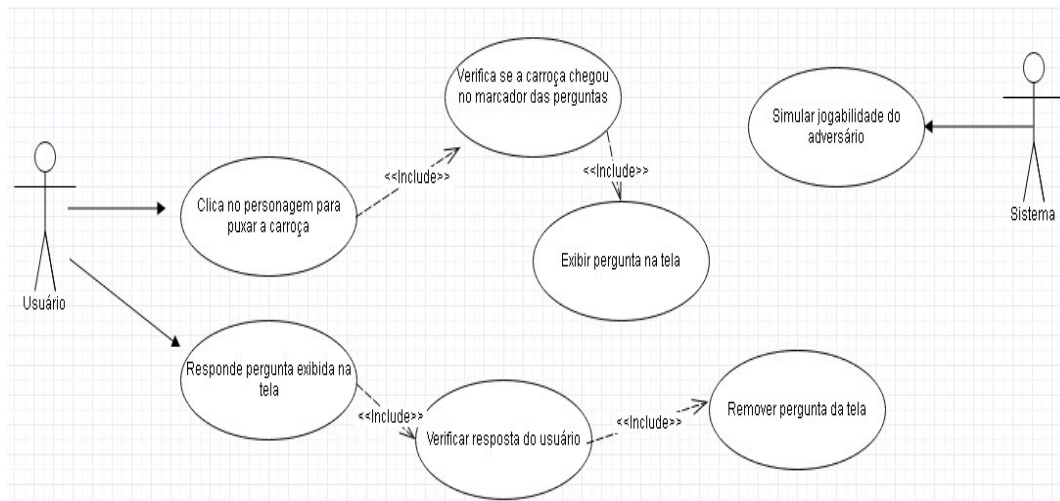 Verifica se a carroça chegou
no marcador das perguntas
Simular jogabilidade do
adversário
<<Include>>
<<Include>>
Clica no personagem para
puxar a carroça
Sistema
Exibir pergunta na tela
Usuário
Responde pergunta exibida na
tela
<<Include>>
<<Include>>
Remover pergunta da tela
Verificar resposta do usuário